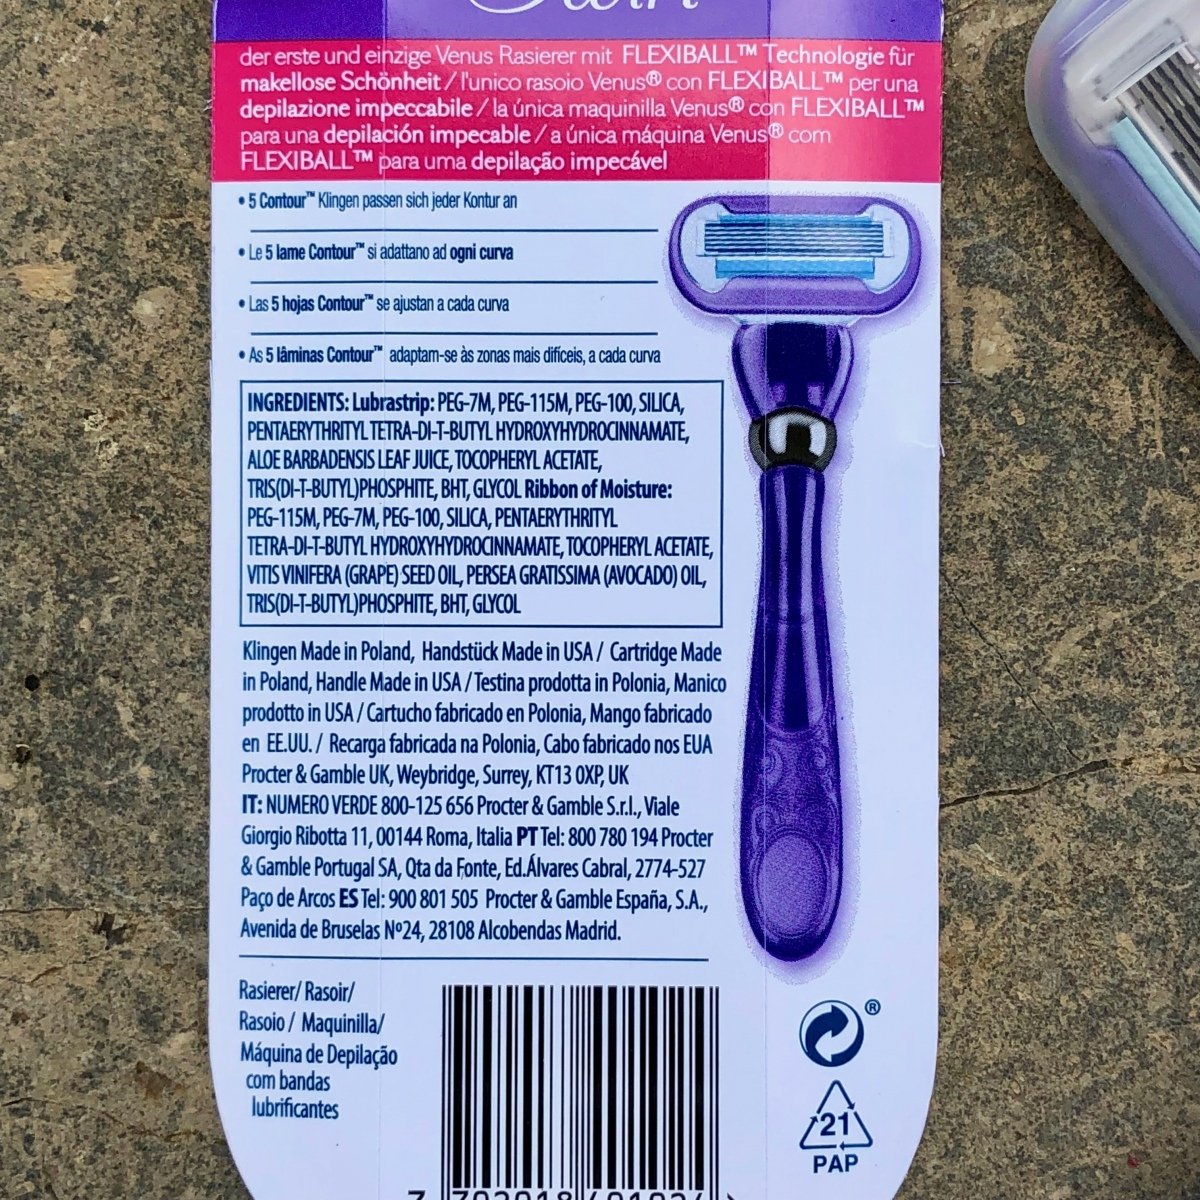 der erste und einzige Venus Rasierer mit FLEXIBALL™ Technologie für
makellose Schönheit / l'unico rasoio Venus® con FLEXIBALL™ per una
depilazione impeccabile / la única maquinilla Venus® con FLEXIBALL™
para una depilación impecable / a única máquina Venus® com
FLEXIBALL™ para uma depilação impecável
• 5 Contour™ Klingen passen sich jeder Kontur an
• Le 5 lame Contour™ si adattano ad ogni curva
• Las 5 hojas Contour™ se ajustan a cada curva
• As 5 lâminas Contour™ adaptam-se às zonas mais difíceis, a cada curva
INGREDIENTS: Lubrastrip: PEG-7M, PEG-115M, PEG-100, SILICA,
PENTAERYTHRITYL TETRA-DI-T-BUTYL HYDROXYHYDROCINNAMATE,
ALOE BARBADENSIS LEAF JUICE, TOCOPHERYL ACETATE,
TRIS(DI-T-BUTYL)PHOSPHITE, BHT, GLYCOL Ribbon of Moisture:
PEG-115M, PEG-7M, PEG-100, SILICA, PENTAERYTHRITYL
TETRA-DI-T-BUTYL HYDROXYHYDROCINNAMATE, TOCOPHERYL ACETATE,
VITIS VINIFERA (GRAPE) SEED OIL, PERSEA GRATISSIMA (AVOCADO) OIL,
TRIS(DI-T-BUTYL)PHOSPHITE, BHT, GLYCOL
Klingen Made in Poland, Handstück Made in USA / Cartridge Made
in Poland, Handle Made in USA / Testina prodotta in Polonia, Manico
prodotto in USA / Cartucho fabricado en Polonia, Mango fabricado
en EE.UU. / Recarga fabricada na Polonia, Cabo fabricado nos EUA
Procter & Gamble UK, Weybridge, Surrey, KT13 0XP, UK
IT: NUMERO VERDE 800-125 656 Procter & Gamble S.r.l., Viale
Giorgio Ribotta 11, 00144 Roma, Italia PT Tel: 800 780 194 Procter
& Gamble Portugal SA, Qta da Fonte, Ed.Álvares Cabral, 2774-527
Paço de Arcos ES Tel: 900 801 505 Procter & Gamble España, S.A.,
Avenida de Bruselas Nº24, 28108 Alcobendas Madrid.
Rasierer/ Rasoir/
Rasoio / Maquinilla/
Máquina de Depilação
com bandas
lubrificantes
®
21
PAP